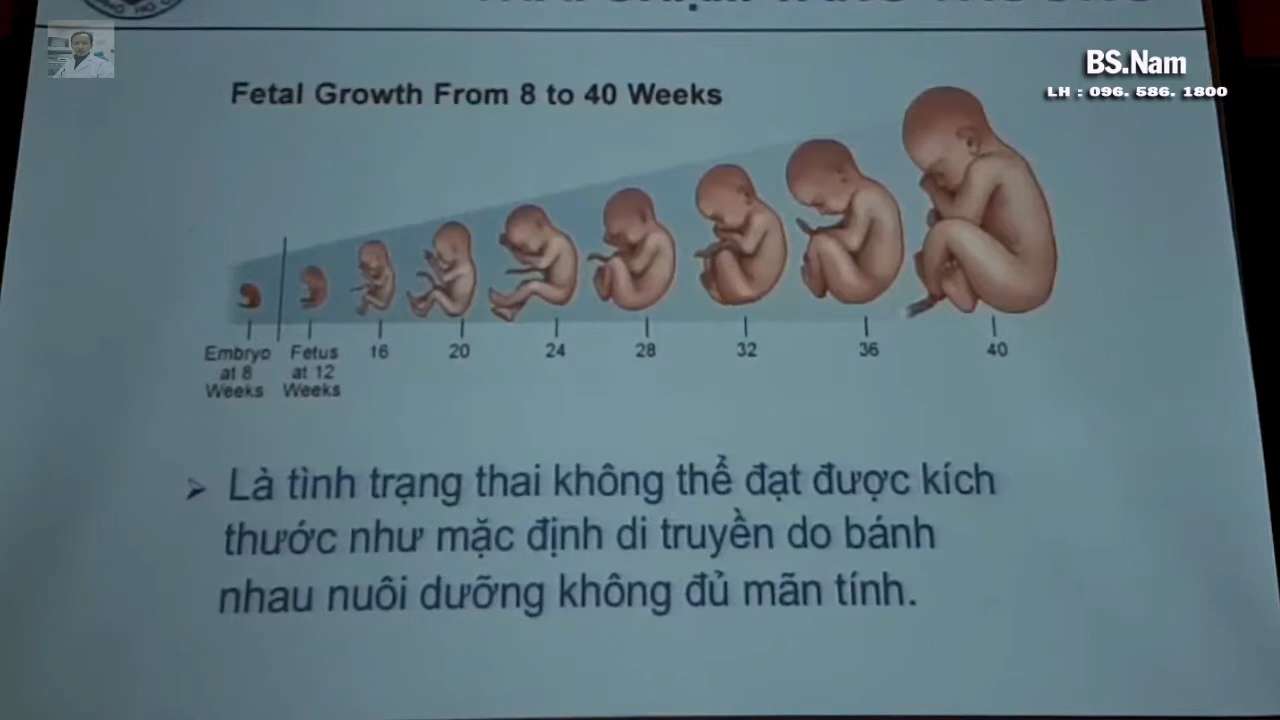 BS.Nam
LH : 096. 586. 1800
Fetal Growth From 8 to 40 Weeks
Embryo at 8 Weeks
Fetus at 12 Weeks
16 20 24 28 32 36 40
➢ Là tình trạng thai không thể đạt được kích
thước như mặc định di truyền do bánh
nhau nuôi dưỡng không đủ mãn tính.